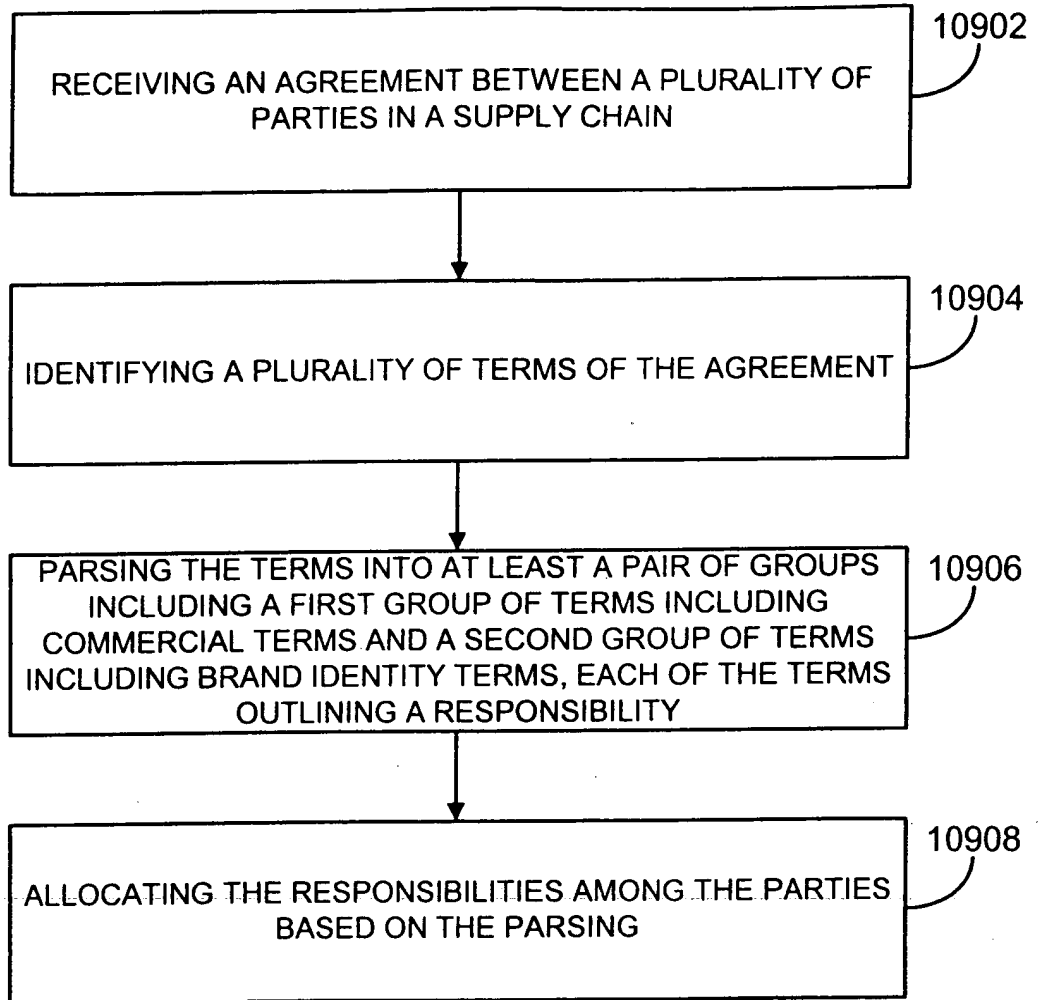 10902
RECEIVING AN AGREEMENT BETWEEN A PLURALITY OF
PARTIES IN A SUPPLY CHAIN
10904
IDENTIFYING A PLURALITY OF TERMS OF THE AGREEMENT
10906
PARSING THE TERMS INTO AT LEAST A PAIR OF GROUPS
INCLUDING A FIRST GROUP OF TERMS INCLUDING
COMMERCIAL TERMS AND A SECOND GROUP OF TERMS
INCLUDING BRAND IDENTITY TERMS, EACH OF THE TERMS
OUTLINING A RESPONSIBILITY
10908
ALLOCATING THE RESPONSIBILITIES AMONG THE PARTIES
BASED ON THE PARSING